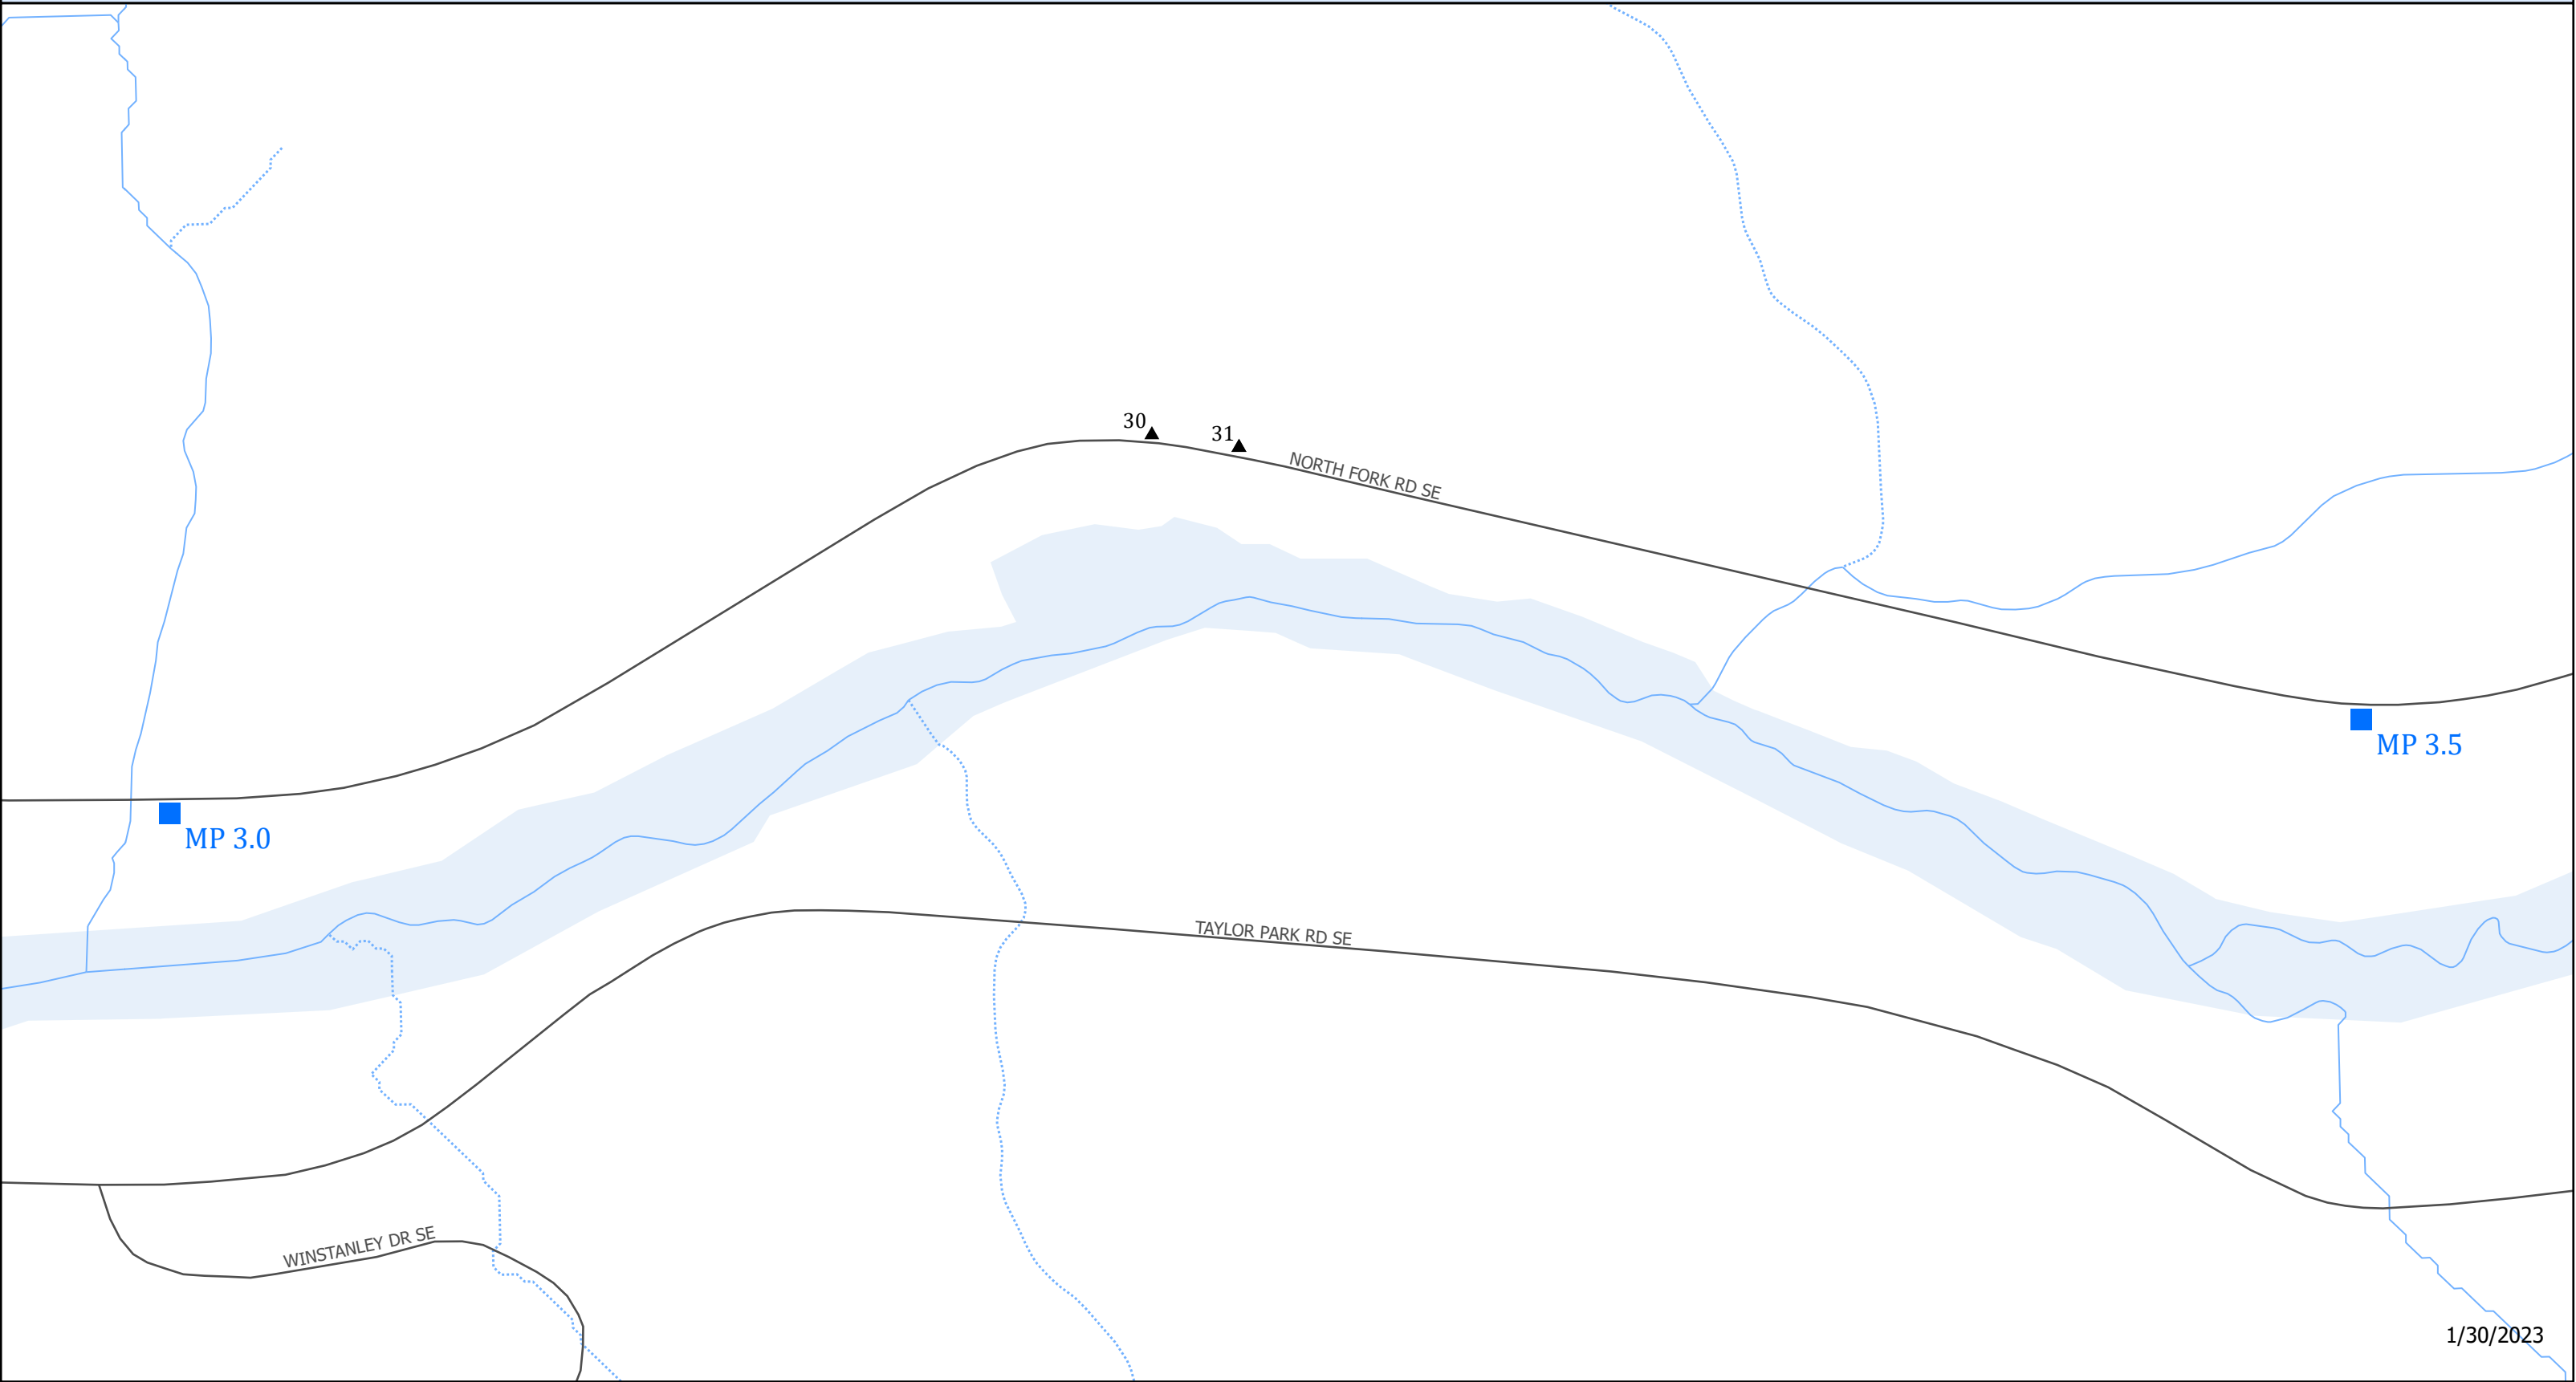 30
31
NORTH FORK RD SE
MP 3.5
MP 3.0
TAYLOR PARK RD SE
WINSTANLEY DR SE
1/30/2023